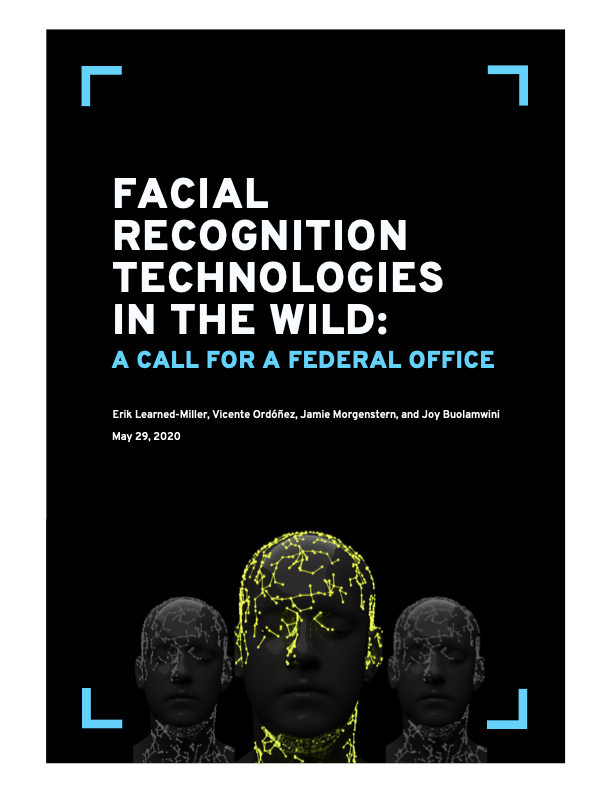 FACIAL
RECOGNITION
TECHNOLOGIES
IN THE WILD:
A CALL FOR A FEDERAL OFFICE
Erik Learned-Miller, Vicente Ordóñez, Jamie Morgenstern, and Joy Buolamwini
May 29, 2020